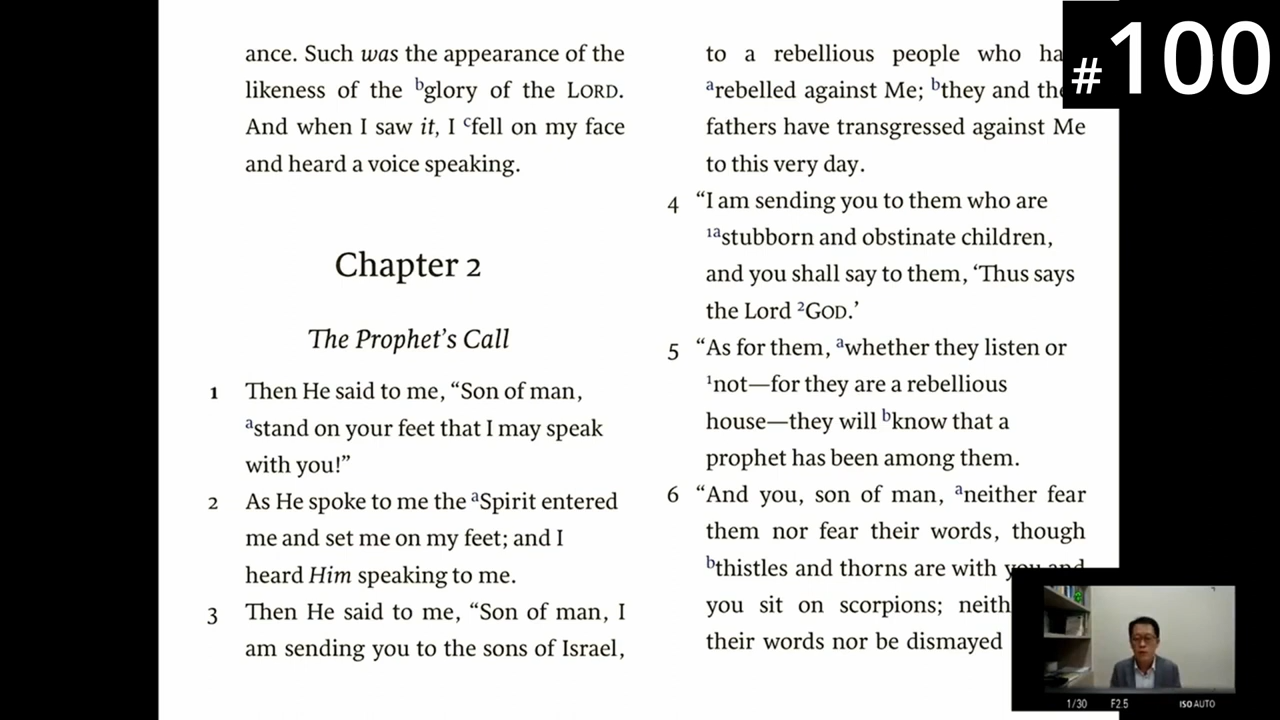 ance. Such was the appearance of the
likeness of the bglory of the LORD.
And when I saw it, I cfell on my face
and heard a voice speaking.
Chapter 2
The Prophet's Call
1 Then He said to me, “Son of man,
astand on your feet that I may speak
with you!”
2 As He spoke to me the aSpirit entered
me and set me on my feet; and I
heard Him speaking to me.
3 Then He said to me, “Son of man, I
am sending you to the sons of Israel,
to a rebellious people who
arebelled against Me; bthey and
fathers have transgressed against Me
to this very day.
4 “I am sending you to them who are
1astubborn and obstinate children,
and you shall say to them, ‘Thus says
the Lord 2GOD.’
5 “As for them, awhether they listen or
1not—for they are a rebellious
house—they will bknow that a
prophet has been among them.
6 “And you, son of man, aneither fear
them nor fear their words, though
bthistles and thorns are with you and
you sit on scorpions;
their words nor be dismayed
#100
1/30 F2.5 ISO AUTO